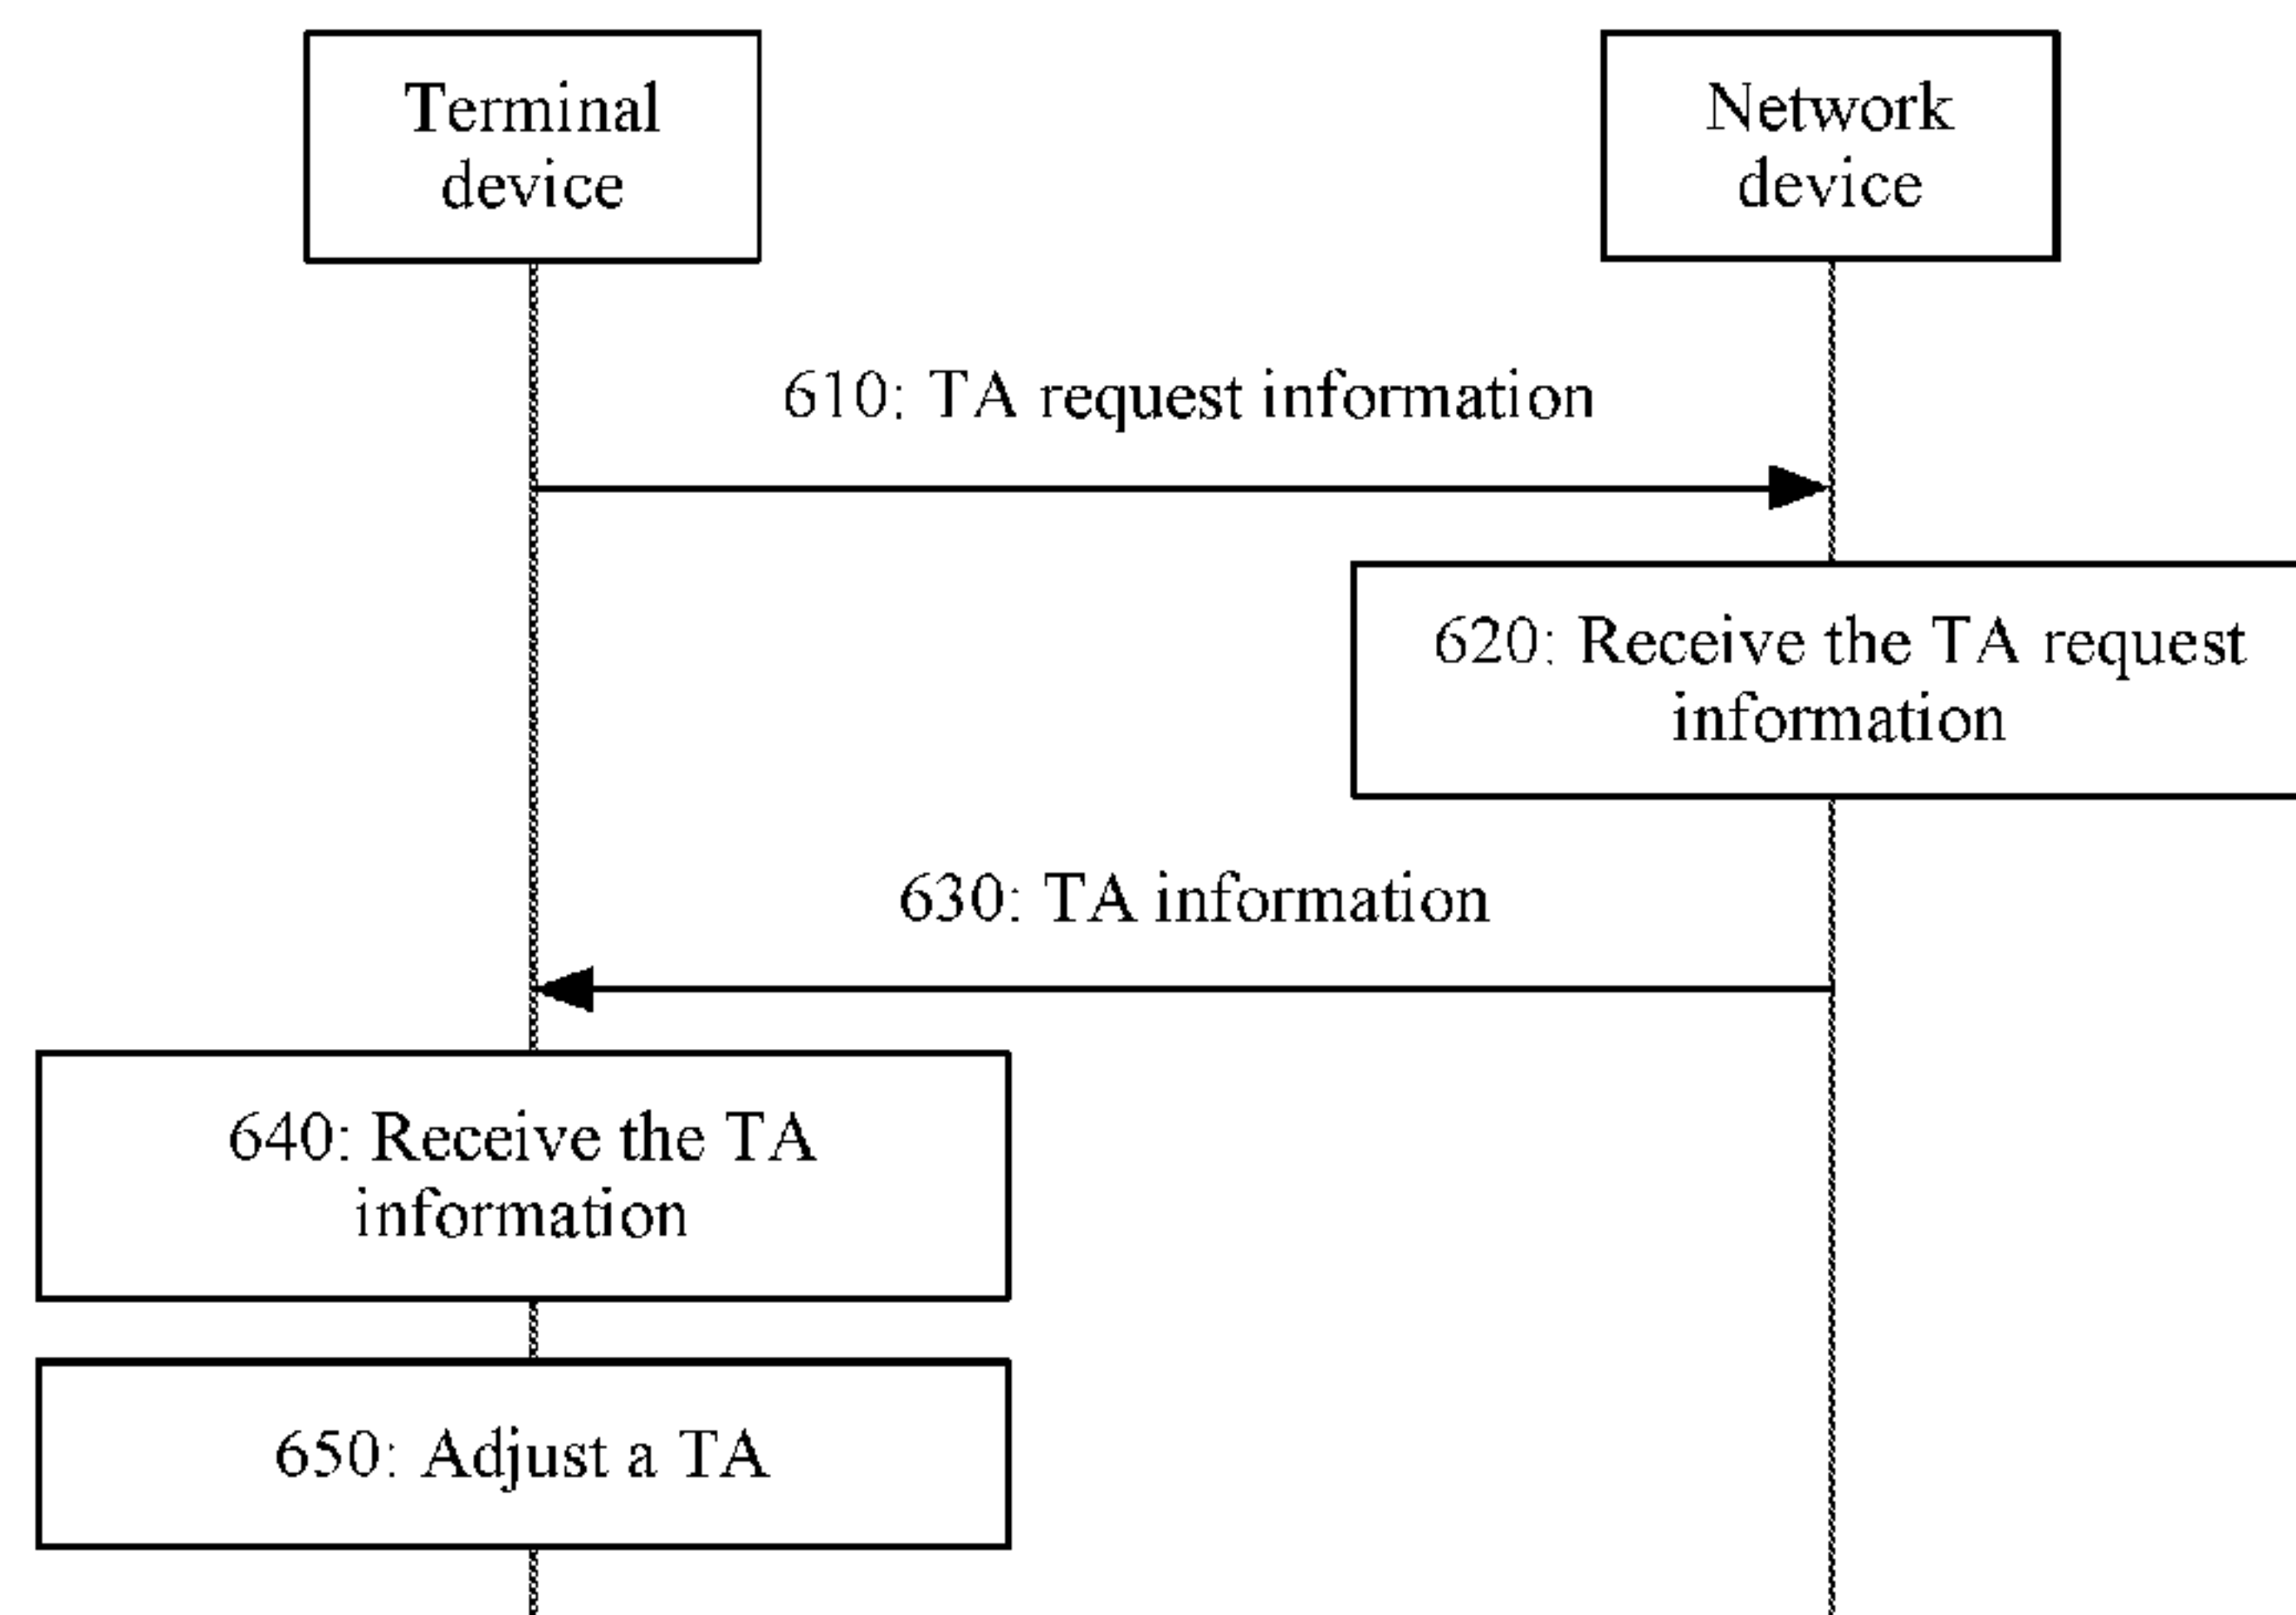 Terminal
device
Network
device
610: TA request information
620: Receive the TA request
information
630: TA information
640: Receive the TA
information
650: Adjust a TA